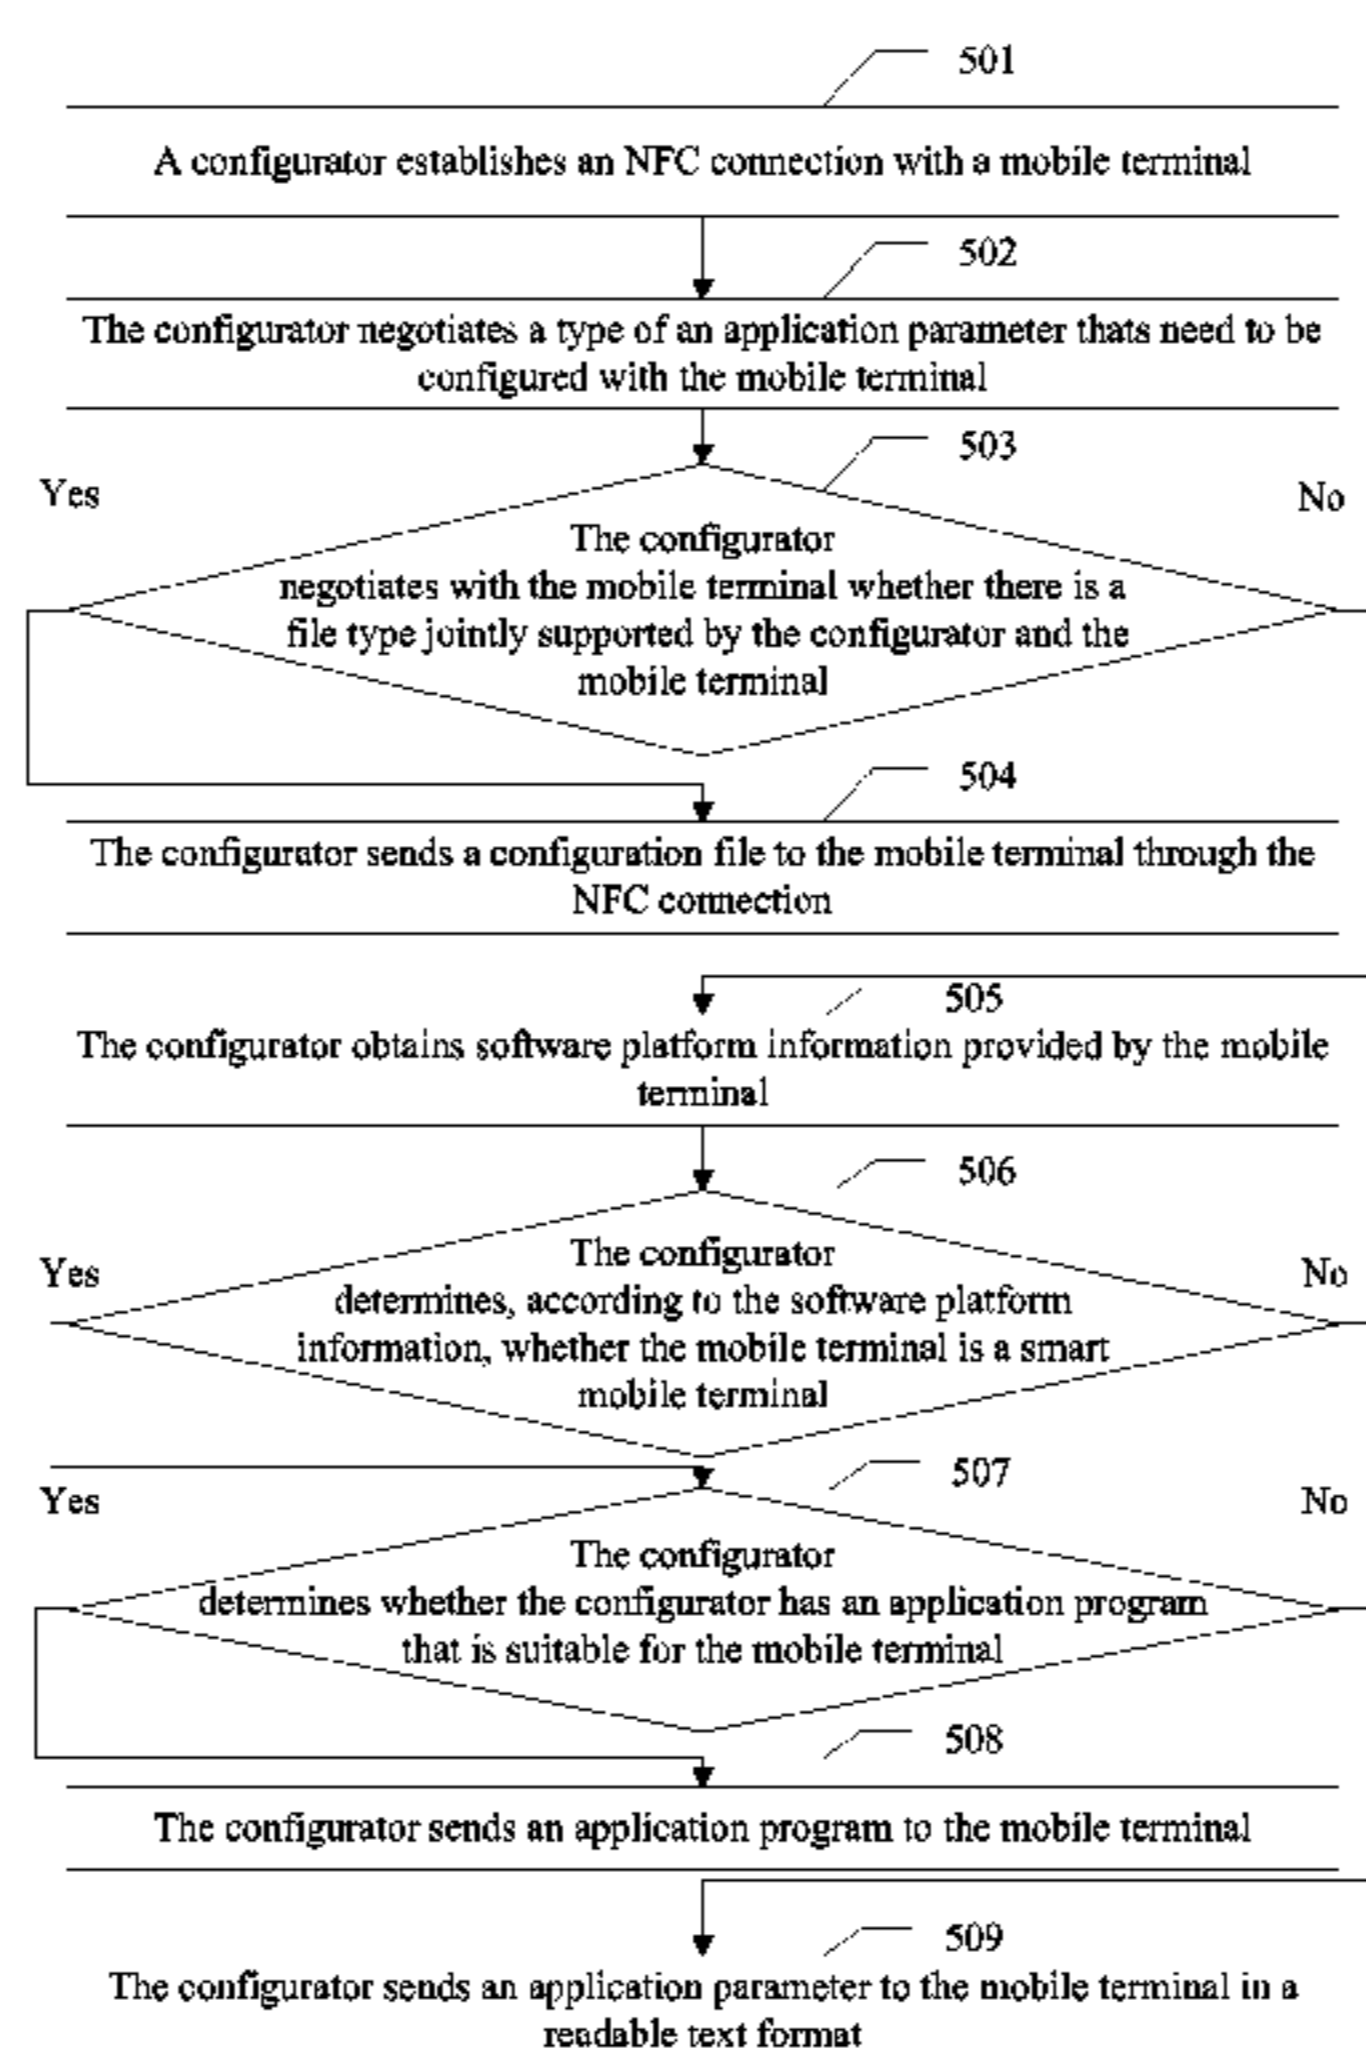 501
A configurator establishes an NFC connection with a mobile terminal
502
The configurator negotiates a type of an application parameter thats need to be
configured with the mobile terminal
503
Yes
No
The configurator
negotiates with the mobile terminal whether there is a
file type jointly supported by the configurator and the
mobile terminal
504
The configurator sends a configuration file to the mobile terminal through the
NFC connection
505
The configurator obtains software platform information provided by the mobile
terminal
506
Yes
No
The configurator
determines, according to the software platform
information, whether the mobile terminal is a smart
mobile terminal
507
Yes
No
The configurator
determines whether the configurator has an application program
that is suitable for the mobile terminal
508
The configurator sends an application program to the mobile terminal
509
The configurator sends an application parameter to the mobile terminal in a
readable text format